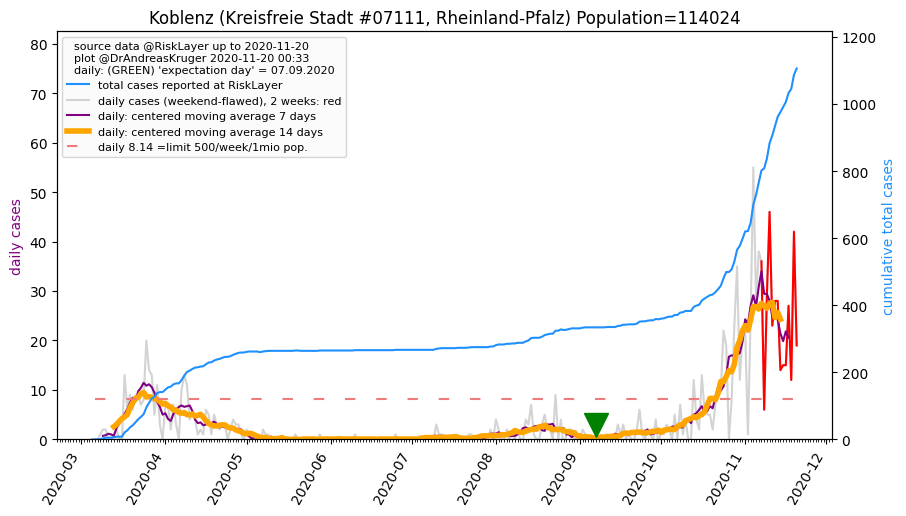 Koblenz (Kreisfreie Stadt #07111, Rheinland-Pfalz) Population=114024
source data @RiskLayer up to 2020-11-20
plot @DrAndreasKruger 2020-11-20 00:33
daily: (GREEN) 'expectation day' = 07.09.2020
total cases reported at RiskLayer
daily cases (weekend-flawed), 2 weeks: red
daily: centered moving average 7 days
daily: centered moving average 14 days
daily 8.14 =limit 500/week/1mio pop.
daily cases
80
70
60
50
40
30
20
10
0
cumulative total cases
1200
1000
800
600
400
200
0
2020-03
2020-04
2020-05
2020-06
2020-07
2020-08
2020-09
2020-10
2020-11
2020-12